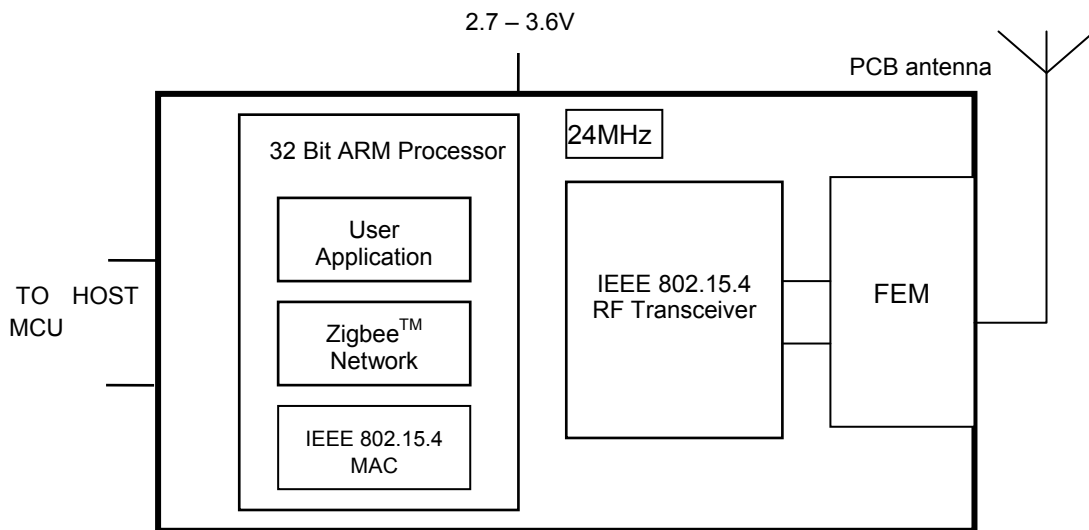 2.7 – 3.6V
PCB antenna
24MHz
32 Bit ARM Processor
User
Application
IEEE 802.15.4
RF Transceiver
FEM
TO HOST
MCU
Zigbee™
Network
IEEE 802.15.4
MAC